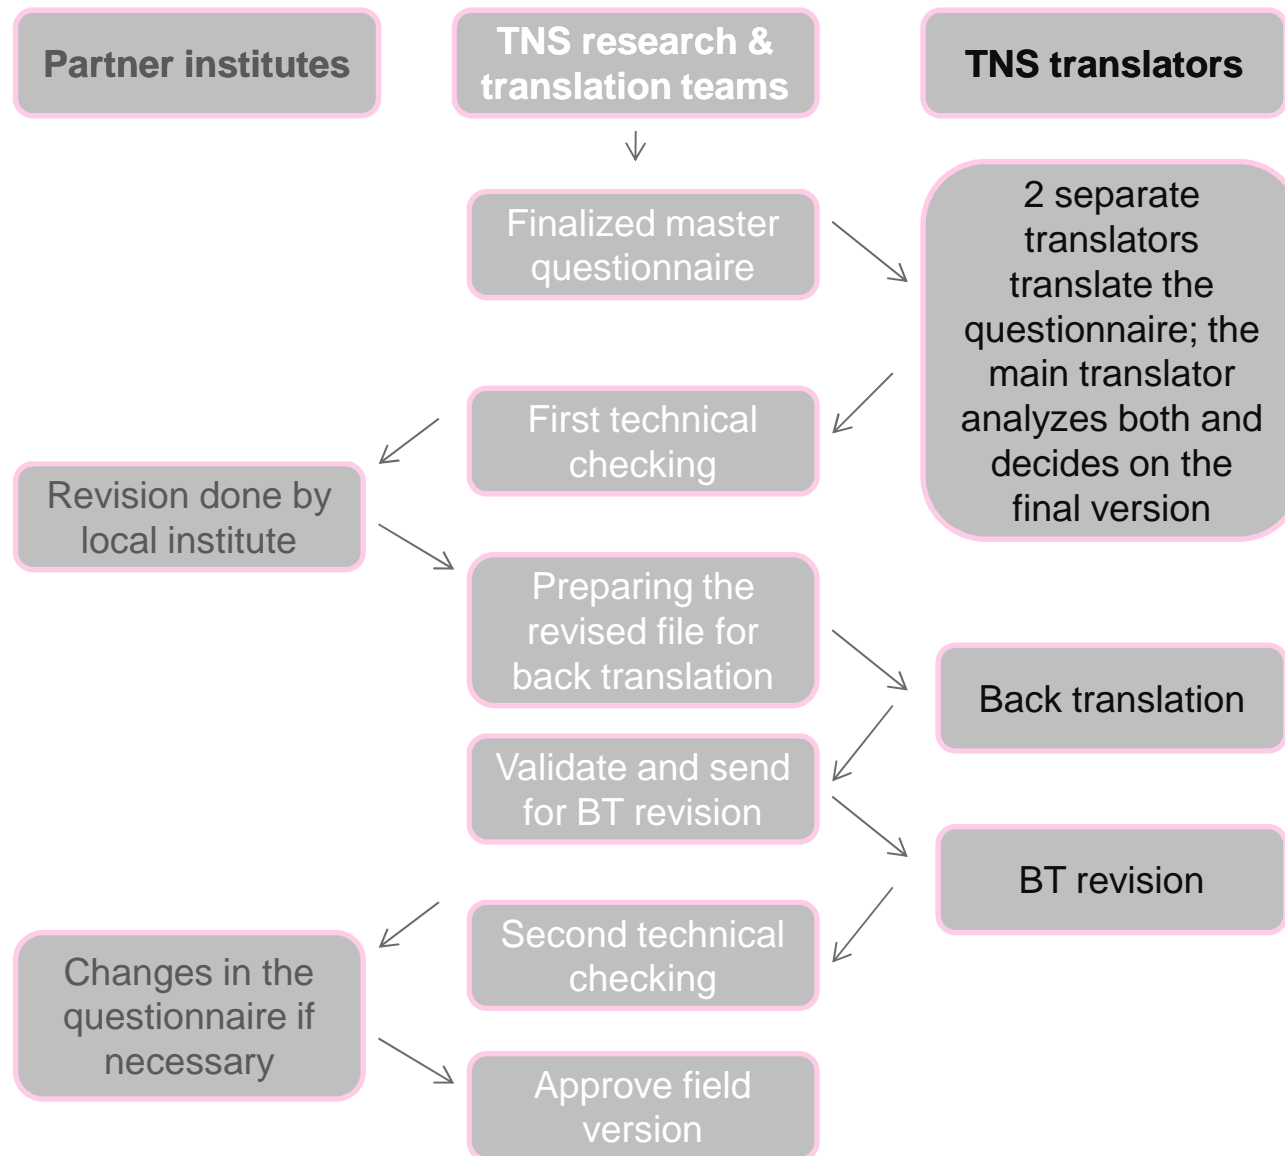 Partner institutes
TNS research &
translation teams
TNS translators
Finalized master
questionnaire
2 separate
translators
translate the
questionnaire; the
main translator
analyzes both and
decides on the
final version
First technical
checking
Revision done by
local institute
Preparing the
revised file for
back translation
Back translation
Validate and send
for BT revision
BT revision
Second technical
checking
Changes in the
questionnaire if
necessary
Approve field
version